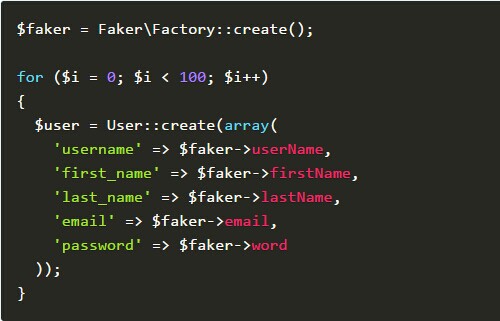 $faker = Faker\Factory::create();
for ($i = 0; $i < 100; $i++)
{
$user = User::create(array(
'username' => $faker->userName,
'first_name' => $faker->firstName,
'last_name' => $faker->lastName,
'email' => $faker->email,
'password' => $faker->word
));
}